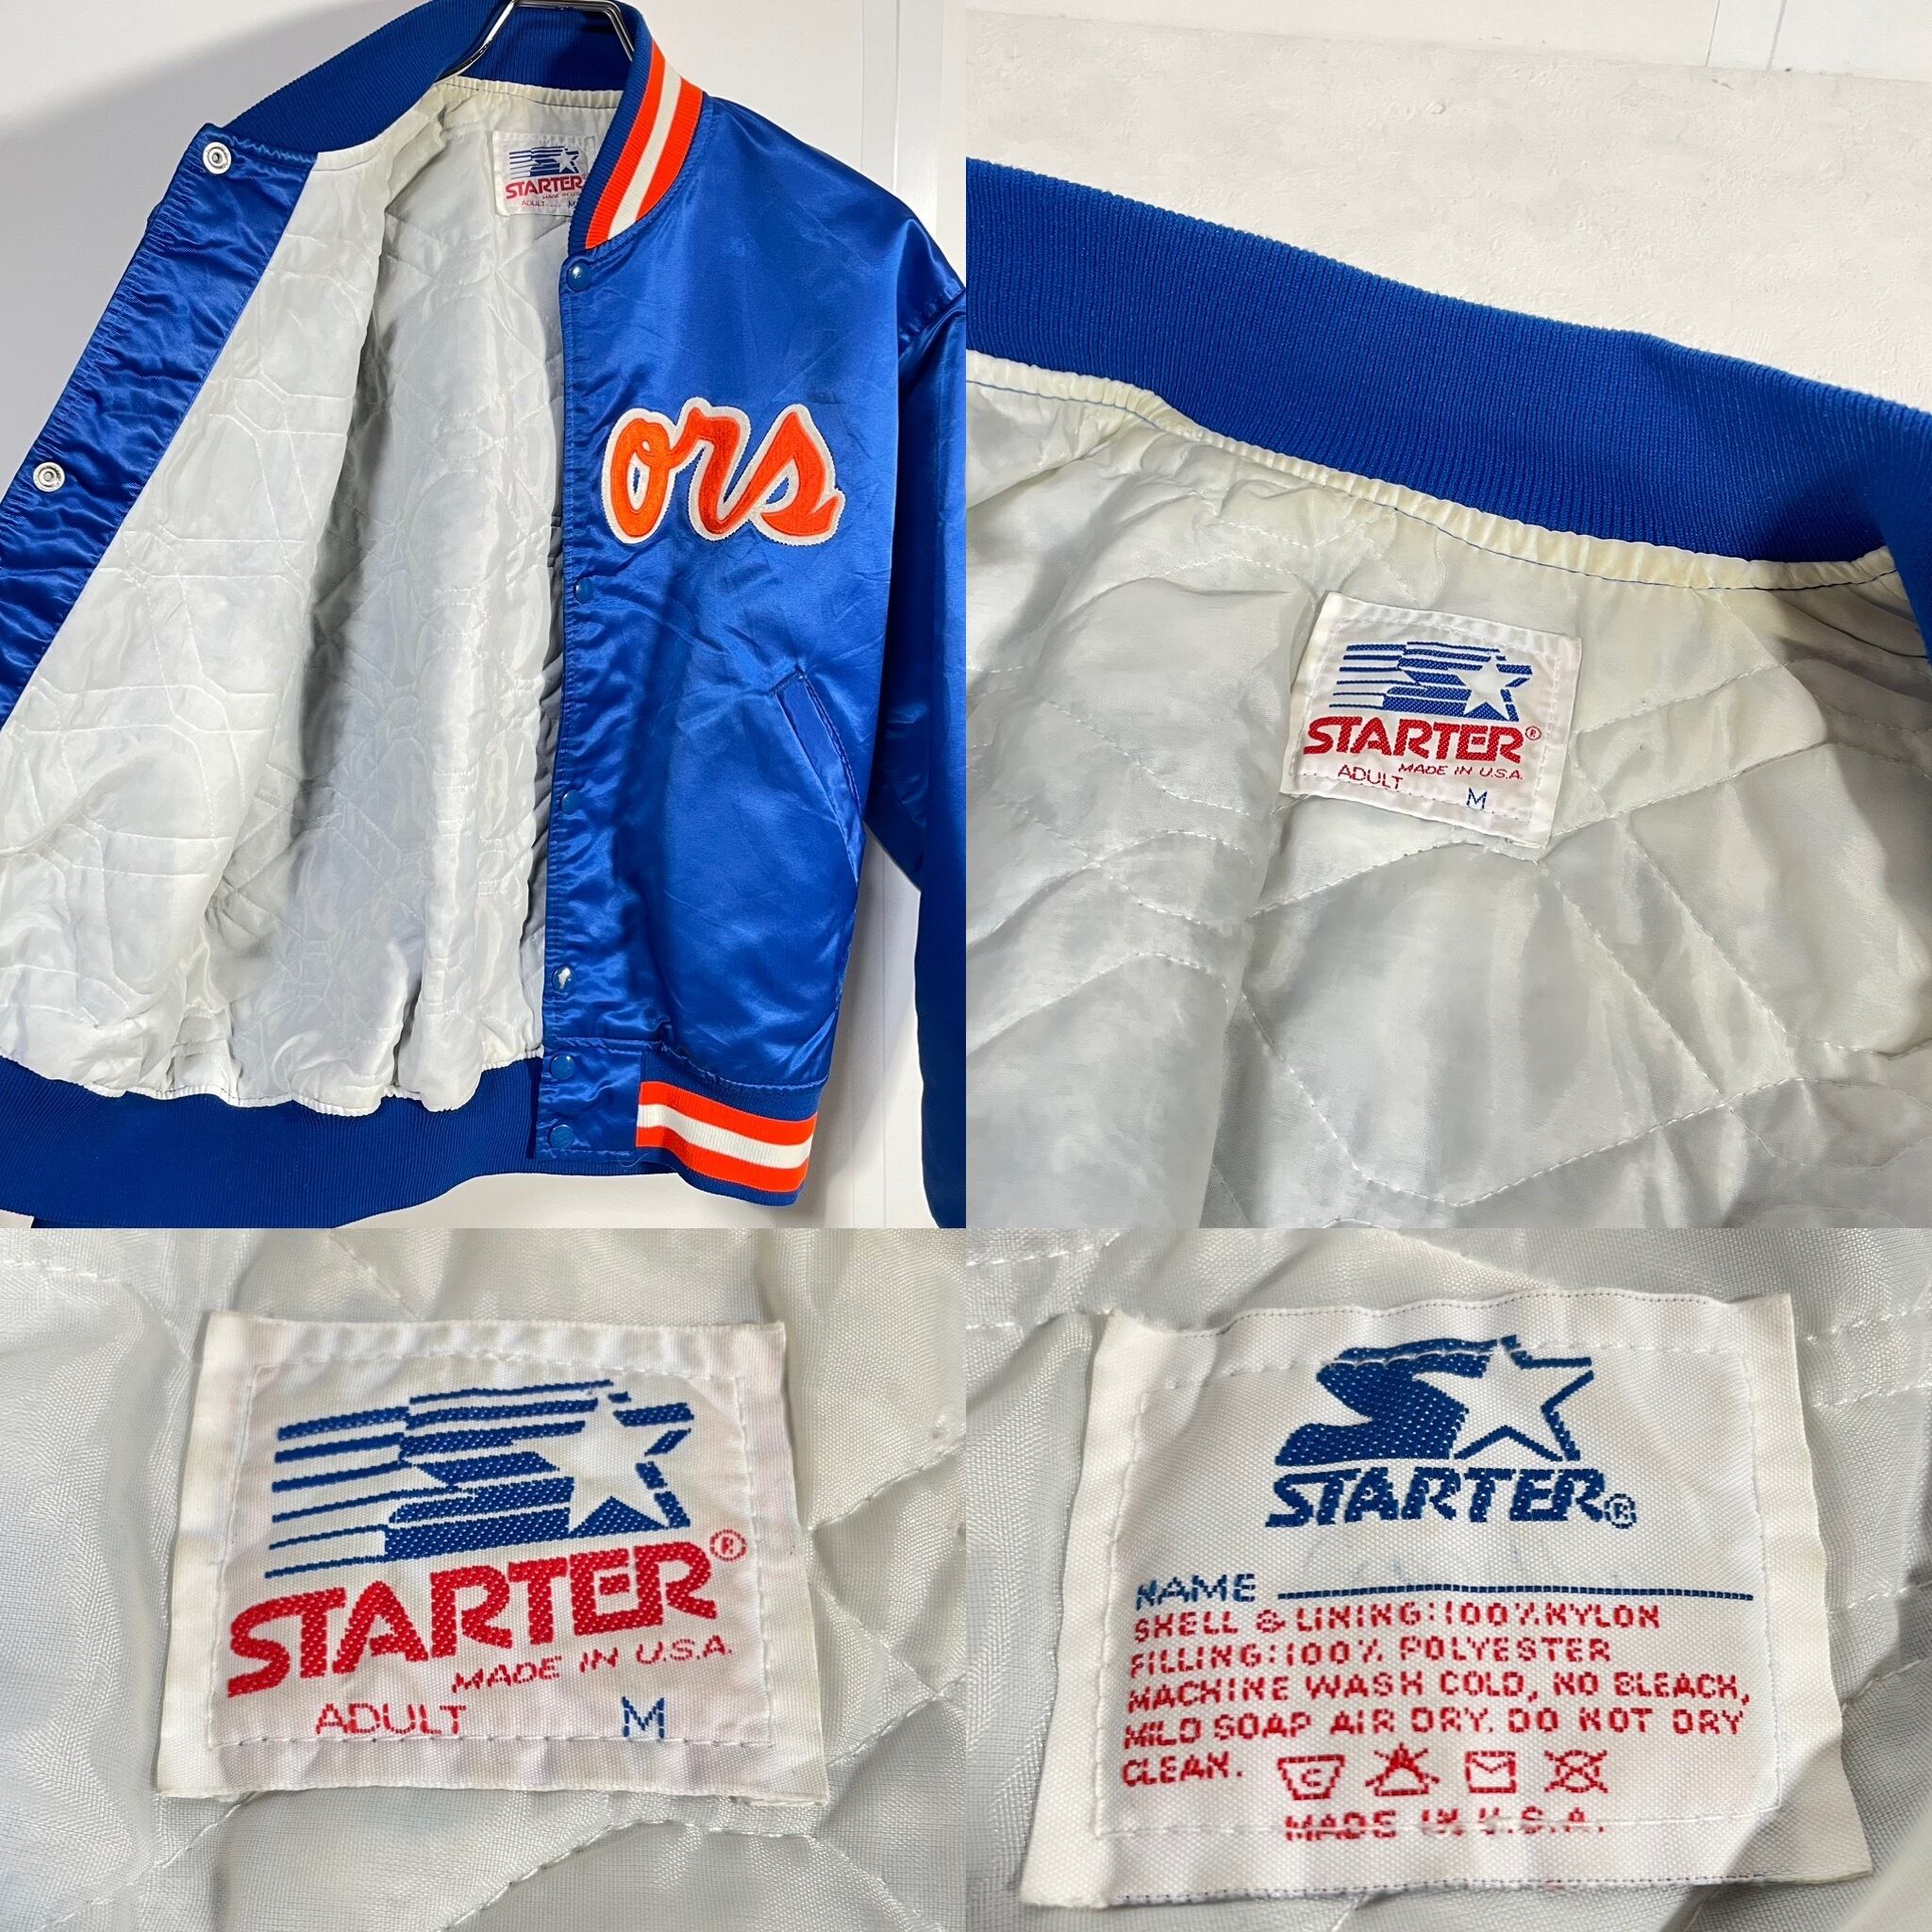 STARTER
MADE IN U.S.
ADULT M
ors
STARTER®
MADE IN U.S.A.
ADULT M
STARTER®
MADE IN U.S.A.
ADULT M
STARTER®
NAME
SHELL & LINING:100% NYLON
FILLING:100% POLYESTER
MACHINE WASH COLD, NO BLEACH,
MILD SOAP AIR DRY. DO NOT DRY
CLEAN.
MADE IN U.S.A.